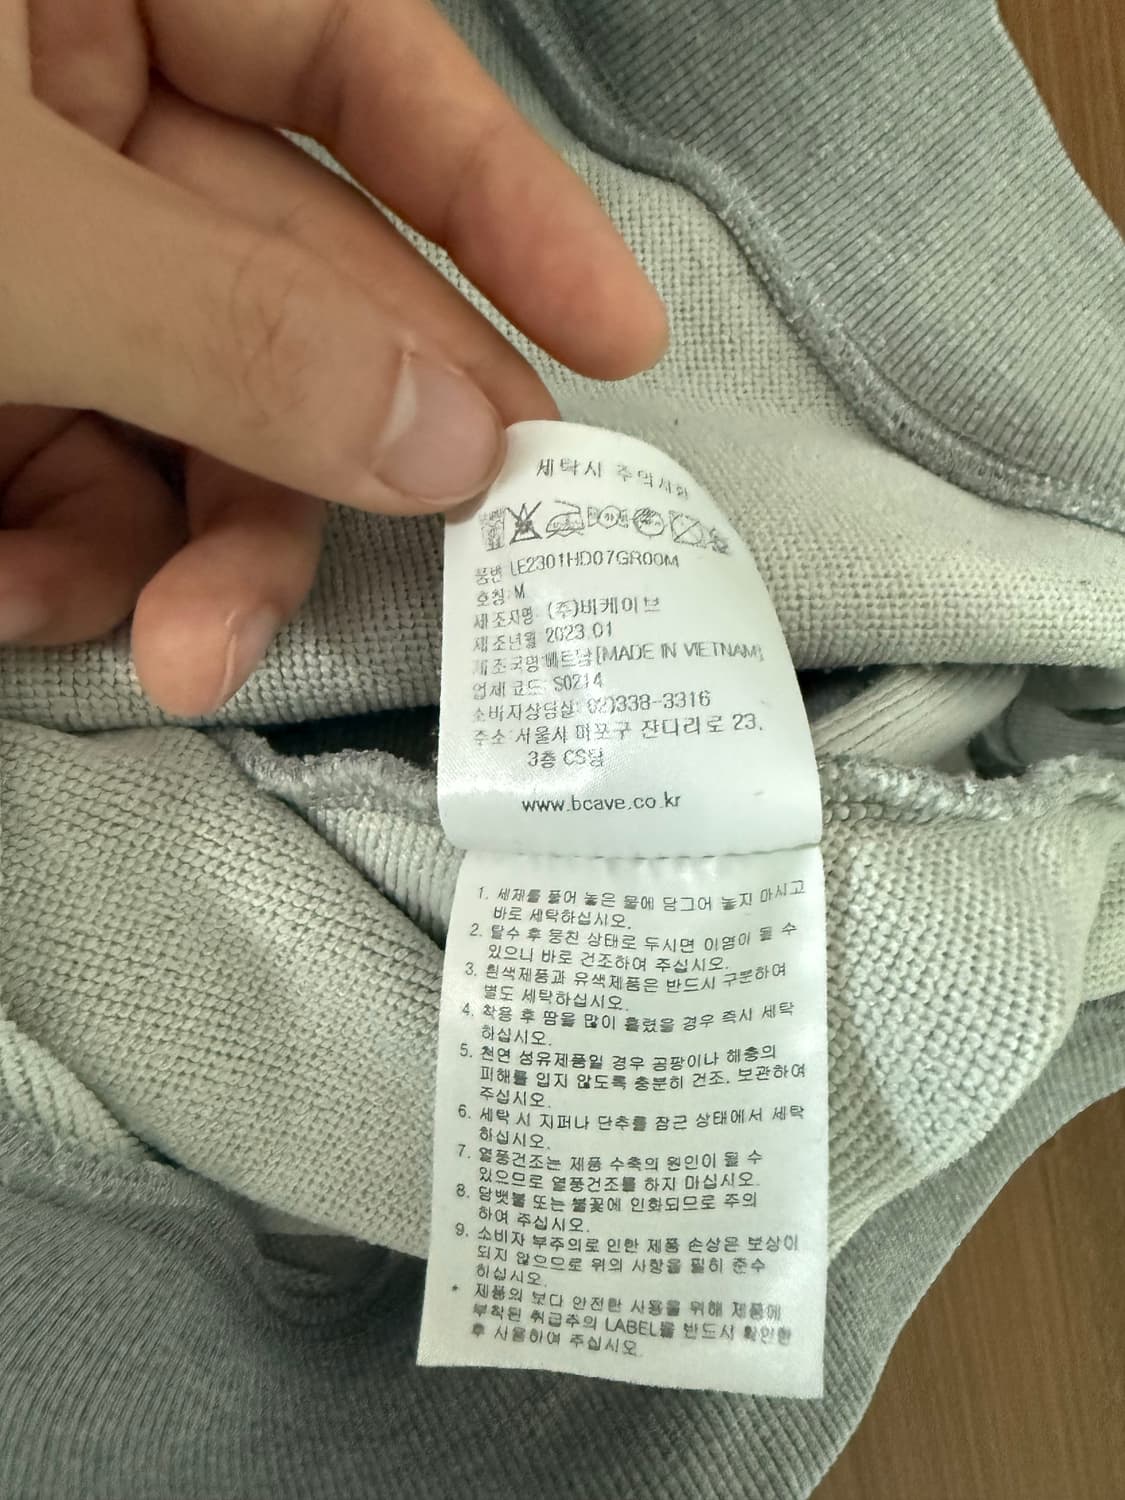 세탁시 주의사항
품번 LE2301HD07GR00M
호칭 M
제조자명: (주)비케이브
제조년월 2023.01
제조국명:베트남[MADE IN VIETNAM]
업체코드: S0214
소비자상담실: 02)338-3316
주소:서울시 마포구 잔다리로 23,
3층 CS팀
www.bcave.co.kr
1. 세제를 풀어 놓은 물에 담그어 놓지 마시고
바로 세탁하십시오.
2. 탈수 후 뭉친 상태로 두시면 이염이 될 수
있으니 바로 건조하여 주십시오.
3. 흰색제품과 유색제품은 반드시 구분하여
별도 세탁하십시오.
4. 착용 후 땀을 많이 흘렸을 경우 즉시 세탁
하십시오.
5. 천연 섬유제품일 경우 곰팡이나 해충의
피해를 입지 않도록 충분히 건조, 보관하여
주십시오.
6. 세탁 시 지퍼나 단추를 잠근 상태에서 세탁
하십시오.
7. 열풍건조는 제품 수축의 원인이 될 수
있으므로 열풍건조를 하지 마십시오.
8. 담뱃불 또는 불꽃에 인화되므로 주의
하여 주십시오.
9. 소비자 부주의로 인한 제품 손상은 보상이
되지 않으므로 위의 사항을 필히 준수
하십시오.
* 제품의 보다 안전한 사용을 위해 제품에
부착된 취급주의 LABEL을 반드시 확인한
후 사용하여 주십시오.